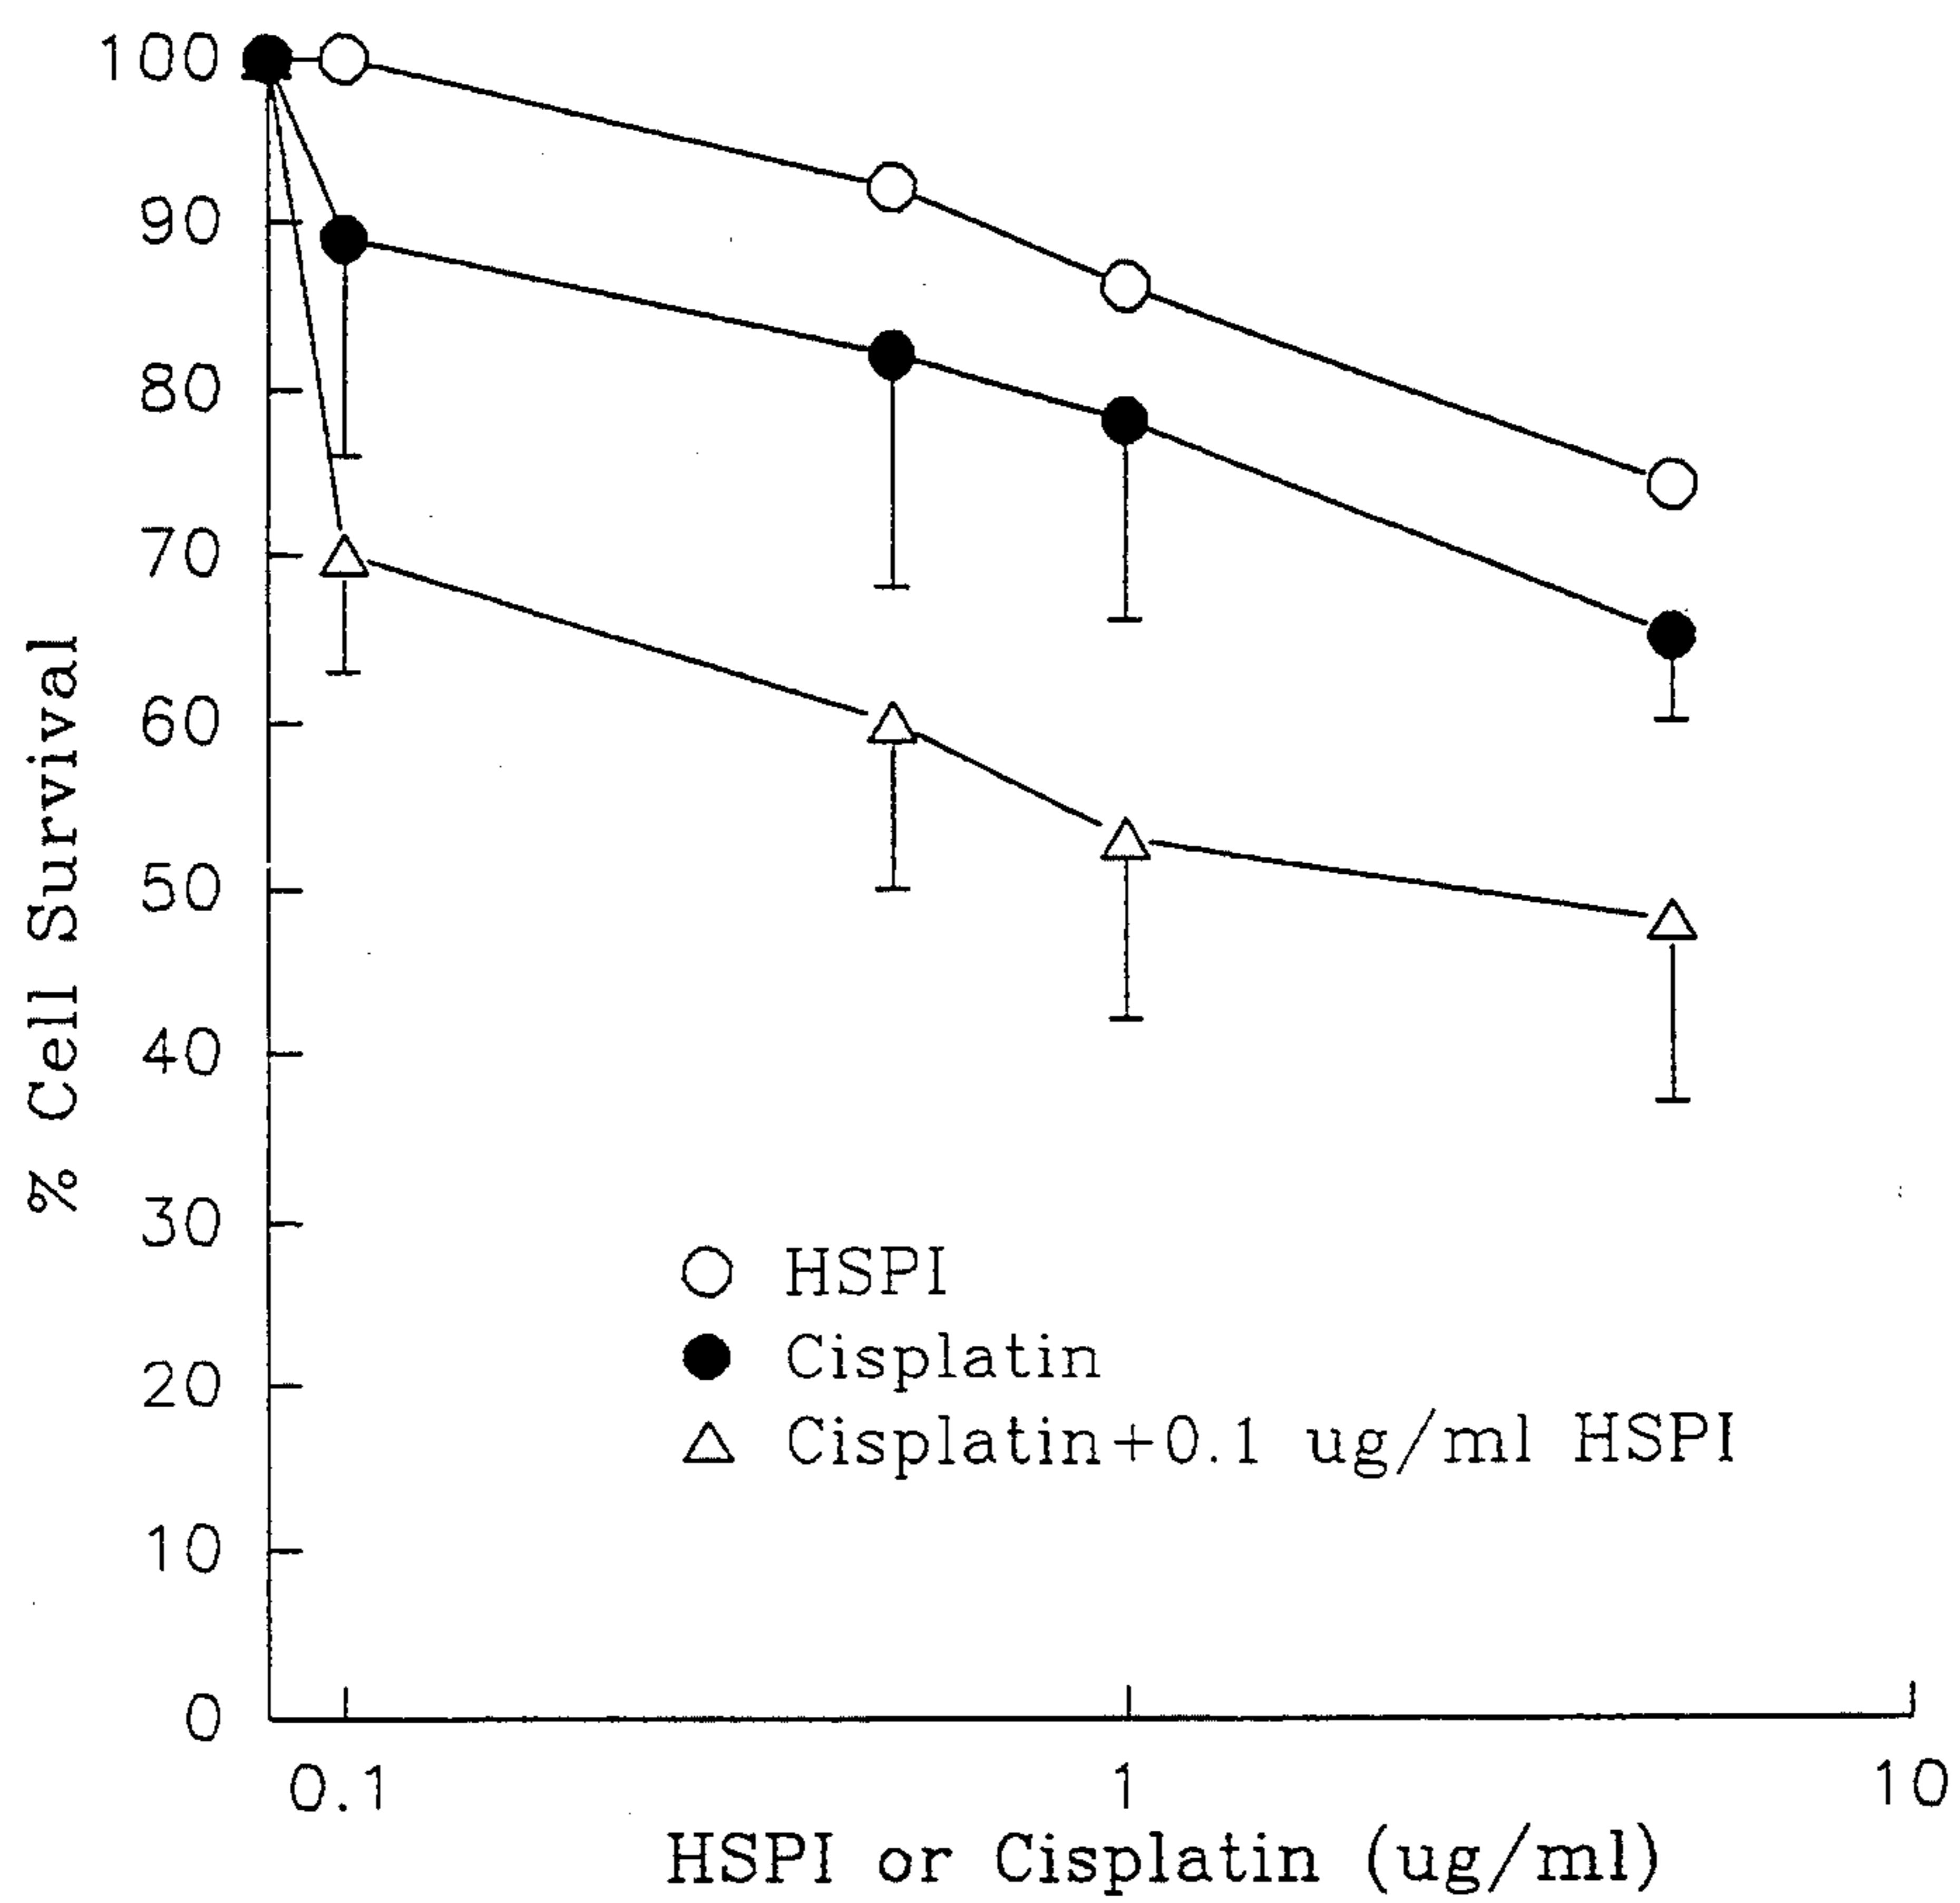 100
90
80
70
60
50
40
30
20
10
0
% Cell Survival
HSPI
Cisplatin
Cisplatin+0.1 ug/ml HSPI
0.1 1 10
HSPI or Cisplatin (ug/ml)